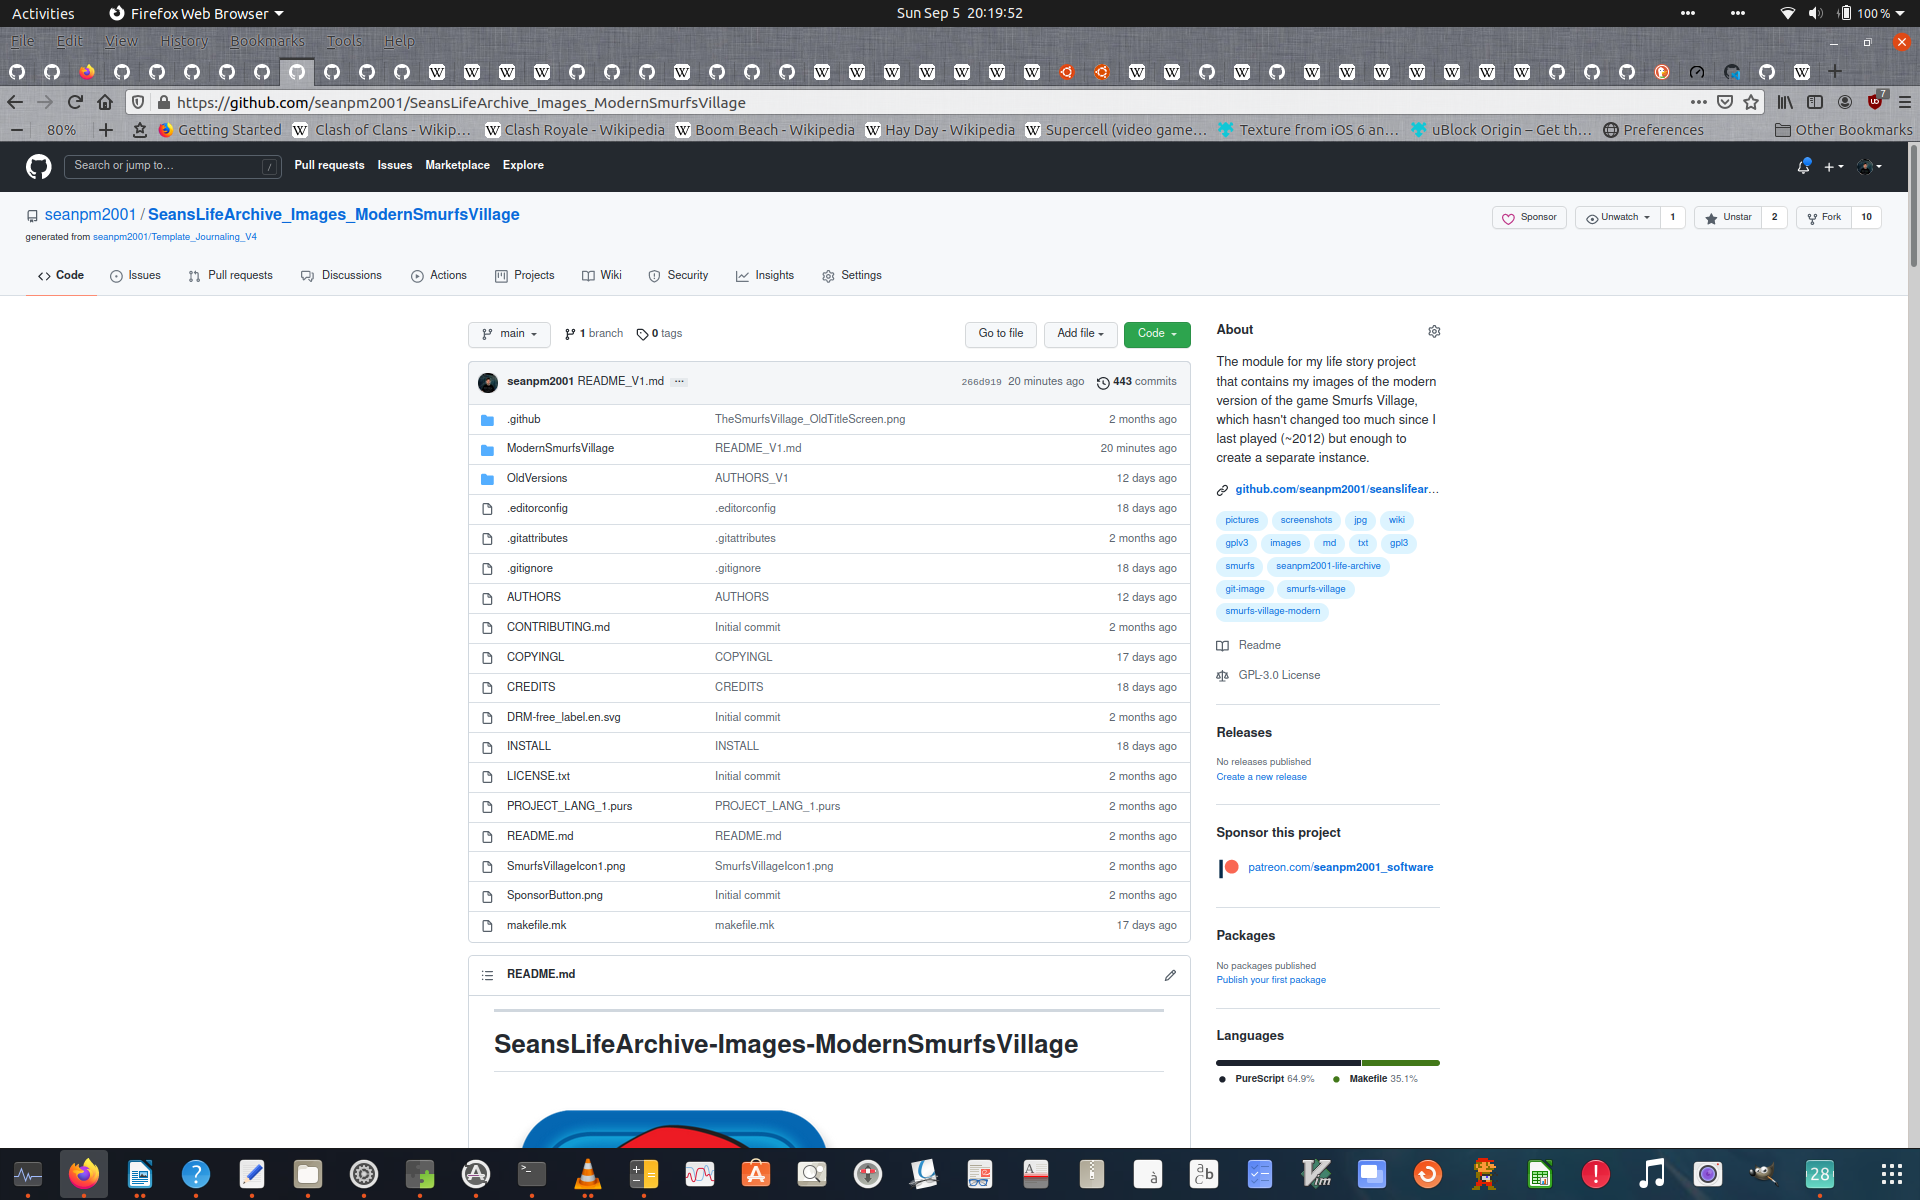 Activities
Firefox Web Browser
Sun Sep 5 20:19:52
100 %
File Edit View History Bookmarks Tools Help
https://github.com/seanpm2001/SeansLifeArchive_Images_ModernSmurfsVillage
7
80%
Getting Started
Clash of Clans - Wikip…
Clash Royale - Wikipedia
Boom Beach - Wikipedia
Hay Day - Wikipedia
Supercell (video game…
Texture from iOS 6 an…
uBlock Origin – Get th…
Preferences
Other Bookmarks
Search or jump to… /
Pull requests Issues Marketplace Explore
seanpm2001 / SeansLifeArchive_Images_ModernSmurfsVillage
generated from seanpm2001/Template_Journaling_V4
Sponsor
Unwatch 1
Unstar 2
Fork 10
Code Issues Pull requests Discussions Actions Projects Wiki Security Insights Settings
main
1 branch
0 tags
Go to file
Add file
Code
seanpm2001 README_V1.md ...
266d919 20 minutes ago 443 commits
.github TheSmurfsVillage_OldTitleScreen.png 2 months ago
ModernSmurfsVillage README_V1.md 20 minutes ago
OldVersions AUTHORS_V1 12 days ago
.editorconfig .editorconfig 18 days ago
.gitattributes .gitattributes 2 months ago
.gitignore .gitignore 18 days ago
AUTHORS AUTHORS 12 days ago
CONTRIBUTING.md Initial commit 2 months ago
COPYINGL COPYINGL 17 days ago
CREDITS CREDITS 18 days ago
DRM-free_label.en.svg Initial commit 2 months ago
INSTALL INSTALL 18 days ago
LICENSE.txt Initial commit 2 months ago
PROJECT_LANG_1.purs PROJECT_LANG_1.purs 2 months ago
README.md README.md 2 months ago
SmurfsVillageIcon1.png SmurfsVillageIcon1.png 2 months ago
SponsorButton.png Initial commit 2 months ago
makefile.mk makefile.mk 17 days ago
README.md
SeansLifeArchive-Images-ModernSmurfsVillage
About
The module for my life story project
that contains my images of the modern
version of the game Smurfs Village,
which hasn't changed too much since I
last played (~2012) but enough to
create a separate instance.
github.com/seanpm2001/seanslifear…
pictures screenshots jpg wiki
gplv3 images md txt gpl3
smurfs seanpm2001-life-archive
git-image smurfs-village
smurfs-village-modern
Readme
GPL-3.0 License
Releases
No releases published
Create a new release
Sponsor this project
patreon.com/seanpm2001_software
Packages
No packages published
Publish your first package
Languages
PureScript 64.9% Makefile 35.1%
28